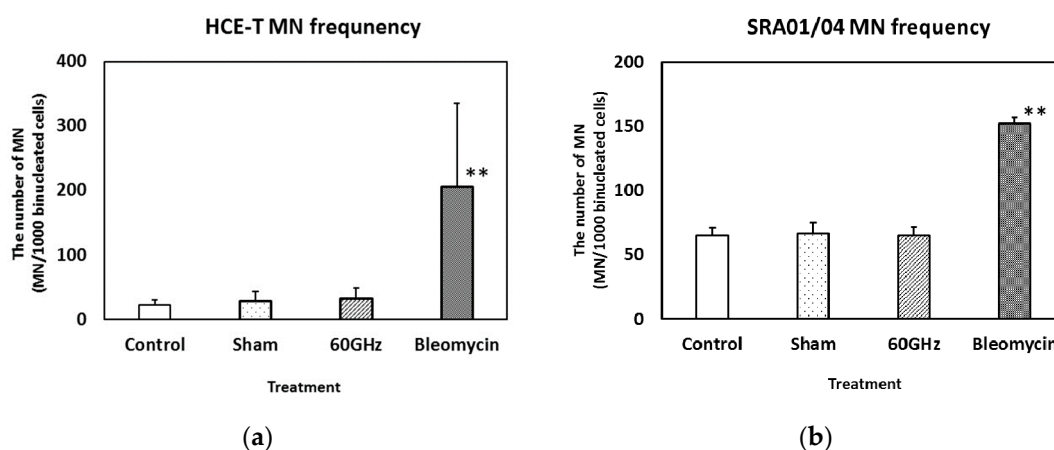 HCE-T MN frequnency
The number of MN
(MN/1000 binucleated cells)
400
300
200
100
0
**
Control Sham 60GHz Bleomycin
Treatment
(a)
SRA01/04 MN frequency
The number of MN
(MN/1000 binucleated cells)
200
150
100
50
0
**
Control Sham 60GHz Bleomycin
Treatment
(b)